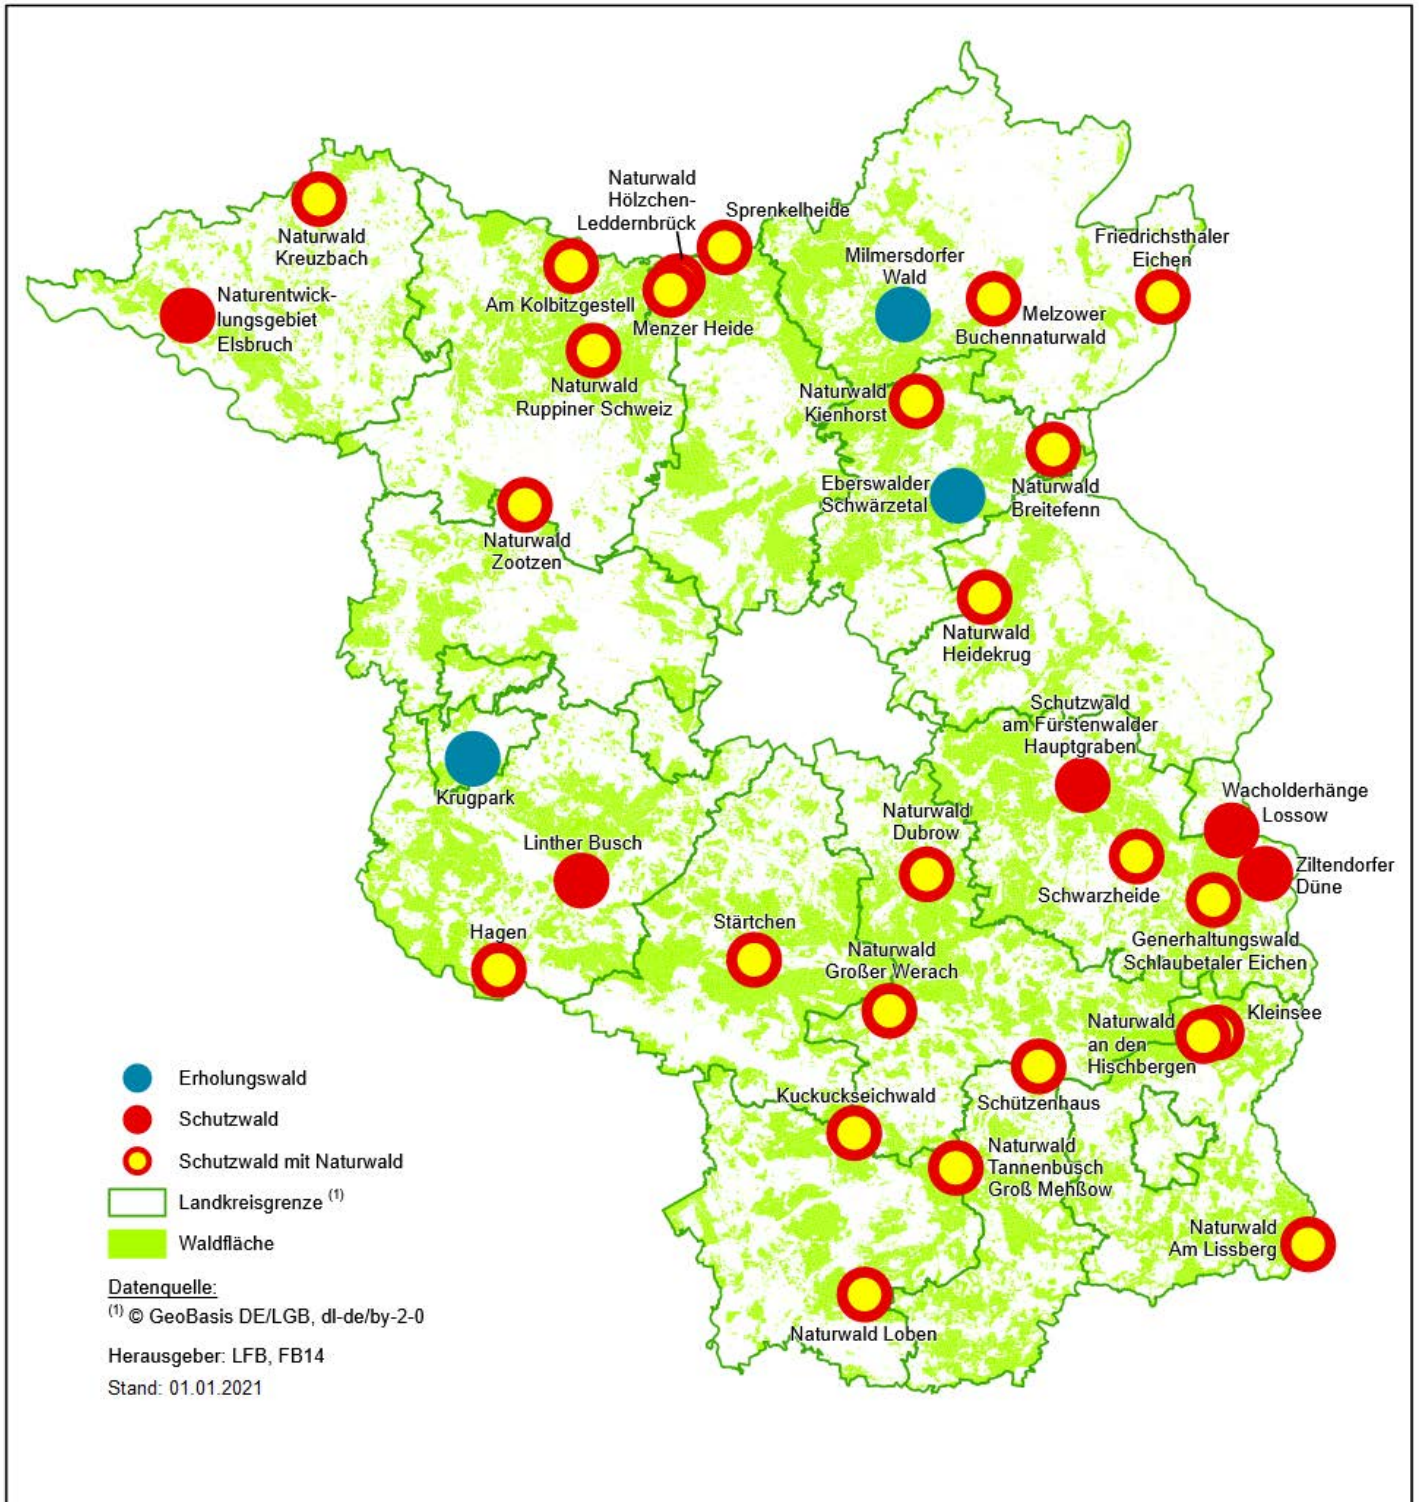 Naturwald
Hölzchen-
Leddernbrück
Sprenkelheide
Naturwald
Kreuzbach
Friedrichsthaler
Eichen
Milmersdorfer
Wald
Naturentwick-
lungsgebiet
Elsbruch
Am Kolbitzgestell
Menzer Heide
Melzower
Buchennaturwald
Naturwald
Ruppiner Schweiz
Naturwald
Kienhorst
Eberswalder
Schwärzetal
Naturwald
Breitefenn
Naturwald
Zootzen
Naturwald
Heidekrug
Schutzwald
am Fürstenwalder
Hauptgraben
Krugpark
Wacholderhänge
Lossow
Naturwald
Dubrow
Linther Busch
Ziltendorfer
Düne
Schwarzheide
Stärtchen
Hagen
Generhaltungswald
Schlaubetaler Eichen
Naturwald
Großer Werach
Kleinsee
Naturwald
an den
Hischbergen
Kuckuckseichwald
Schützenhaus
Naturwald
Tannenbusch
Groß Mehßow
Naturwald
Am Lissberg
Naturwald Loben
Erholungswald
Schutzwald
Schutzwald mit Naturwald
Landkreisgrenze (1)
Waldfläche
Datenquelle:
(1) © GeoBasis DE/LGB, dl-de/by-2-0
Herausgeber: LFB, FB14
Stand: 01.01.2021